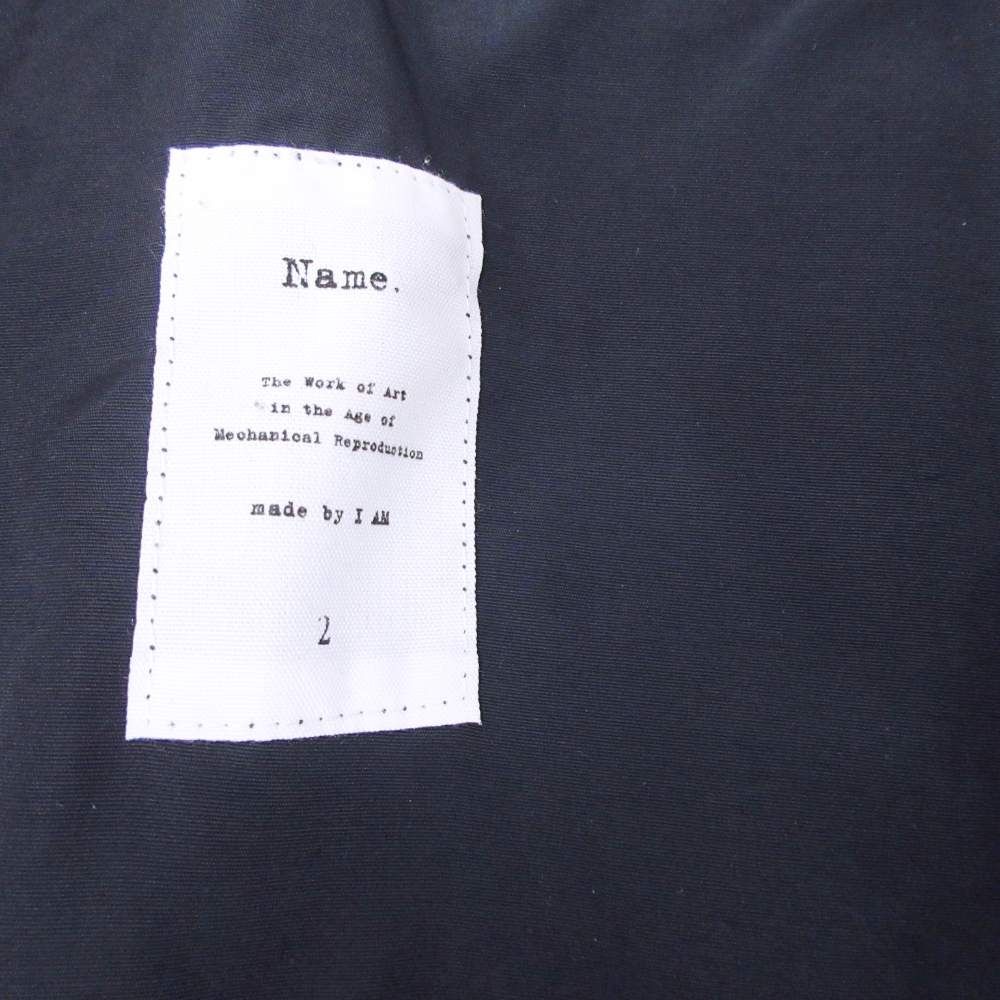 Name.
The Work of Art
in the Age of
Mechanical Reproduction
made by I AM
2